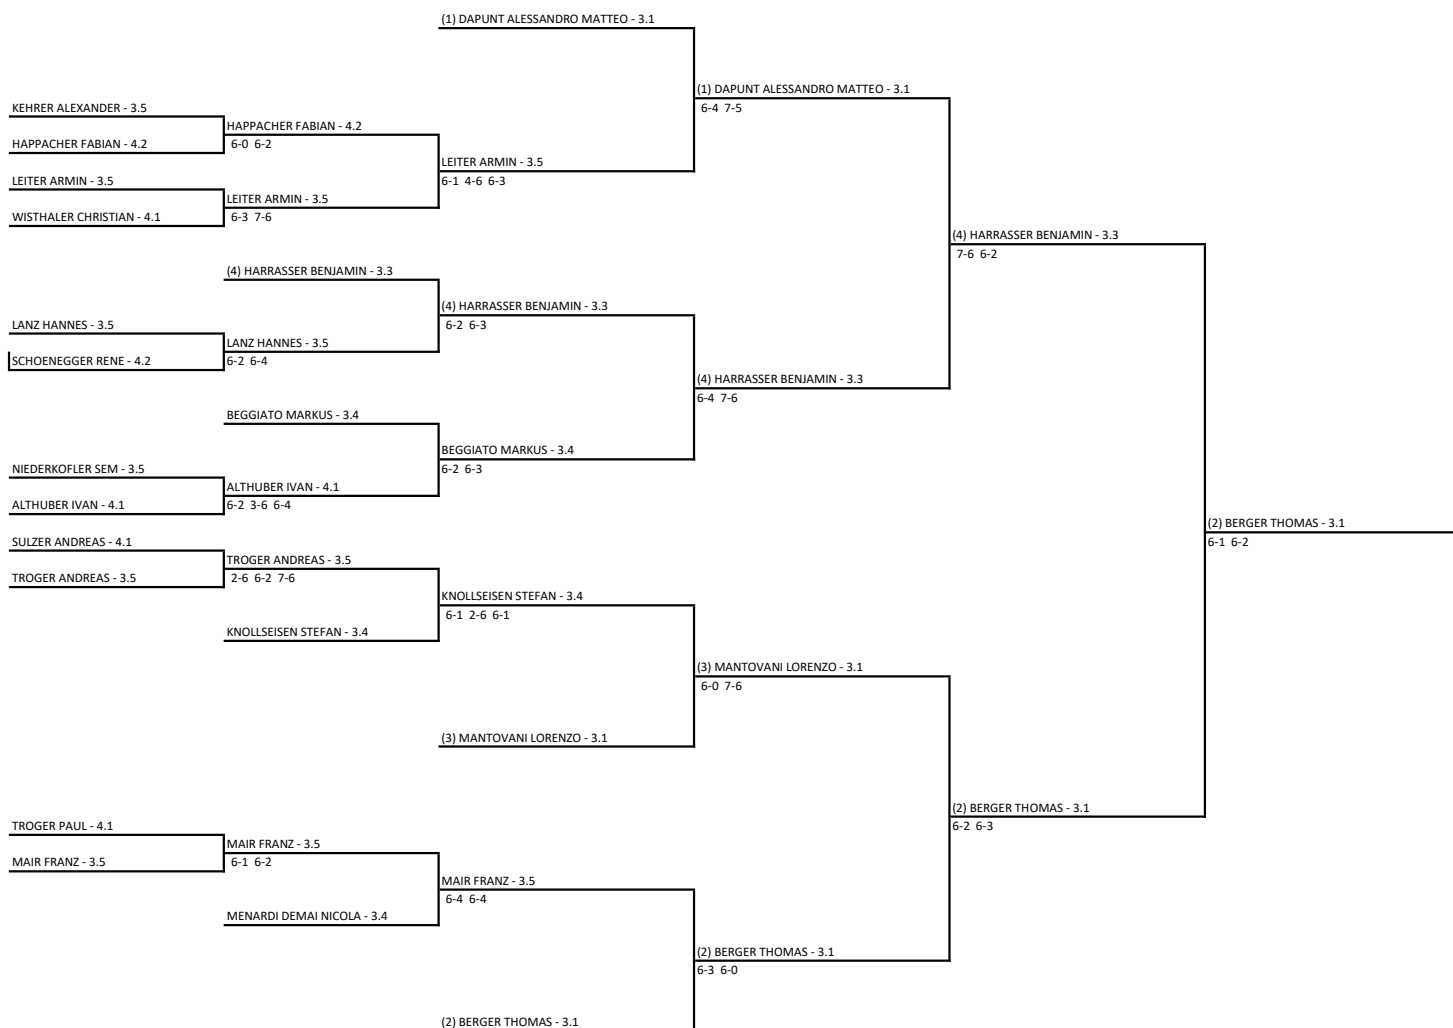 (1) DAPUNT ALESSANDRO MATTEO - 3.1
(1) DAPUNT ALESSANDRO MATTEO - 3.1
KEHRER ALEXANDER - 3.5
6-4 7-5
HAPPACHER FABIAN - 4.2
HAPPACHER FABIAN - 4.2
6-0 6-2
LEITER ARMIN - 3.5
LEITER ARMIN - 3.5
6-1 4-6 6-3
LEITER ARMIN - 3.5
WISTHALER CHRISTIAN - 4.1
6-3 7-6
(4) HARRASSER BENJAMIN - 3.3
7-6 6-2
(4) HARRASSER BENJAMIN - 3.3
(4) HARRASSER BENJAMIN - 3.3
LANZ HANNES - 3.5
6-2 6-3
LANZ HANNES - 3.5
SCHOENEGGER RENE - 4.2
6-2 6-4
(4) HARRASSER BENJAMIN - 3.3
6-4 7-6
BEGGIATO MARKUS - 3.4
BEGGIATO MARKUS - 3.4
NIEDERKOFLER SEM - 3.5
6-2 6-3
ALTHUBER IVAN - 4.1
ALTHUBER IVAN - 4.1
6-2 3-6 6-4
(2) BERGER THOMAS - 3.1
SULZER ANDREAS - 4.1
6-1 6-2
TROGER ANDREAS - 3.5
TROGER ANDREAS - 3.5
2-6 6-2 7-6
KNOLLSEISEN STEFAN - 3.4
6-1 2-6 6-1
KNOLLSEISEN STEFAN - 3.4
(3) MANTOVANI LORENZO - 3.1
6-0 7-6
(3) MANTOVANI LORENZO - 3.1
(2) BERGER THOMAS - 3.1
TROGER PAUL - 4.1
6-2 6-3
MAIR FRANZ - 3.5
MAIR FRANZ - 3.5
6-1 6-2
MAIR FRANZ - 3.5
6-4 6-4
MENARDI DEMAI NICOLA - 3.4
(2) BERGER THOMAS - 3.1
6-3 6-0
(2) BERGER THOMAS - 3.1